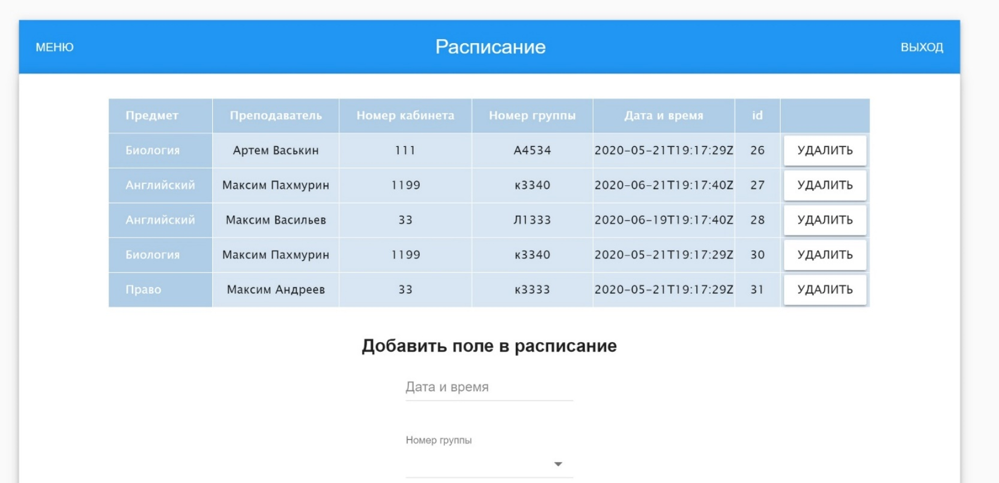 МЕНЮ Расписание ВЫХОД
Предмет Преподаватель Номер кабинета Номер группы Дата и время id
Биология Артем Васькин 111 А4534 2020-05-21T19:17:29Z 26 УДАЛИТЬ
Английский Максим Пахмурин 1199 к3340 2020-06-21T19:17:40Z 27 УДАЛИТЬ
Английский Максим Васильев 33 Л1333 2020-06-19T19:17:40Z 28 УДАЛИТЬ
Биология Максим Пахмурин 1199 к3340 2020-05-21T19:17:29Z 30 УДАЛИТЬ
Право Максим Андреев 33 к3333 2020-05-21T19:17:29Z 31 УДАЛИТЬ
Добавить поле в расписание
Дата и время
Номер группы